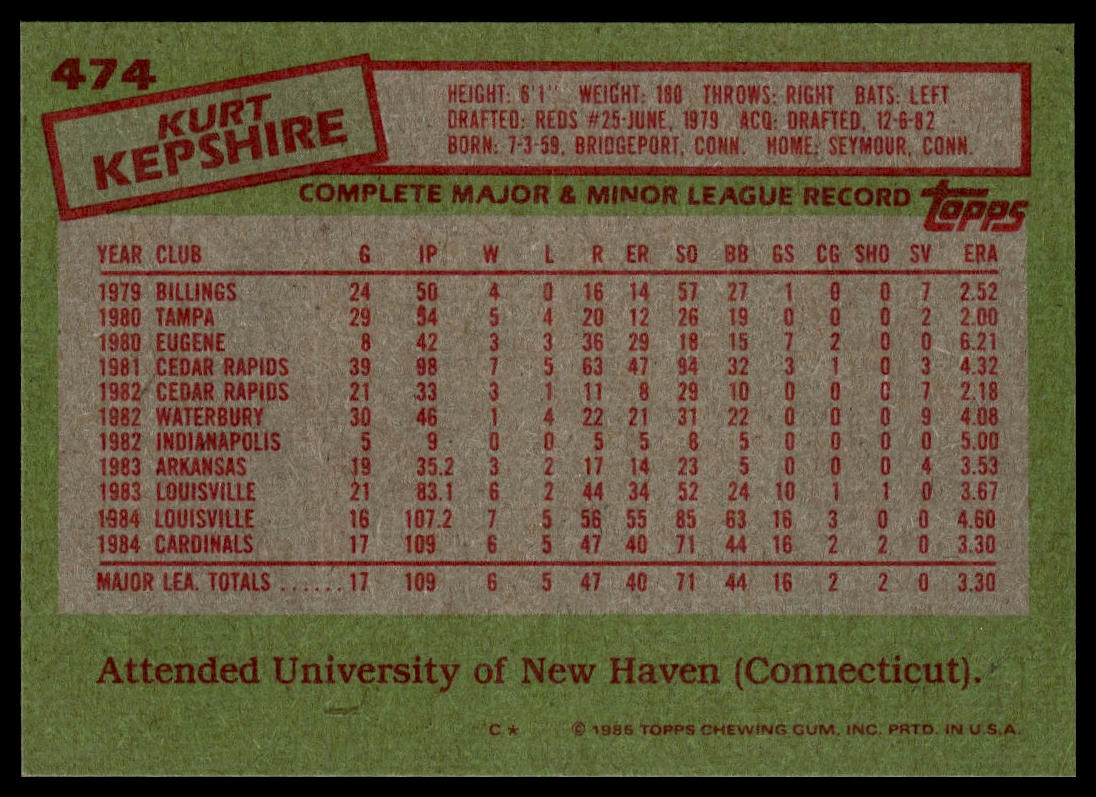 474
KURT
KEPSHIRE
HEIGHT: 6'1" WEIGHT: 180 THROWS: RIGHT BATS: LEFT
DRAFTED: REDS #25-JUNE, 1979 ACQ: DRAFTED, 12-6-82
BORN: 7-3-59, BRIDGEPORT, CONN. HOME: SEYMOUR, CONN.
COMPLETE MAJOR & MINOR LEAGUE RECORD topps
YEAR CLUB G IP W L R ER SO BB GS CG SHO SV ERA
1979 BILLINGS 24 50 4 0 16 14 57 27 1 0 0 7 2.52
1980 TAMPA 29 54 5 4 20 12 26 19 0 0 0 2 2.00
1980 EUGENE 8 42 3 3 36 29 18 15 7 2 0 0 6.21
1981 CEDAR RAPIDS 39 98 7 5 63 47 94 32 3 1 0 3 4.32
1982 CEDAR RAPIDS 21 33 3 1 11 8 29 10 0 0 0 7 2.18
1982 WATERBURY 30 46 1 4 22 21 31 22 0 0 0 9 4.08
1982 INDIANAPOLIS 5 9 0 0 5 5 8 5 0 0 0 0 5.00
1983 ARKANSAS 19 35.2 3 2 17 14 23 5 0 0 0 4 3.53
1983 LOUISVILLE 21 83.1 6 2 44 34 52 24 10 1 1 0 3.67
1984 LOUISVILLE 16 107.2 7 5 56 55 85 63 16 3 0 0 4.60
1984 CARDINALS 17 109 6 5 47 40 71 44 16 2 2 0 3.30
MAJOR LEA. TOTALS ...... 17 109 6 5 47 40 71 44 16 2 2 0 3.30
Attended University of New Haven (Connecticut).
C* © 1985 TOPPS CHEWING GUM, INC. PRTD. IN U.S.A.